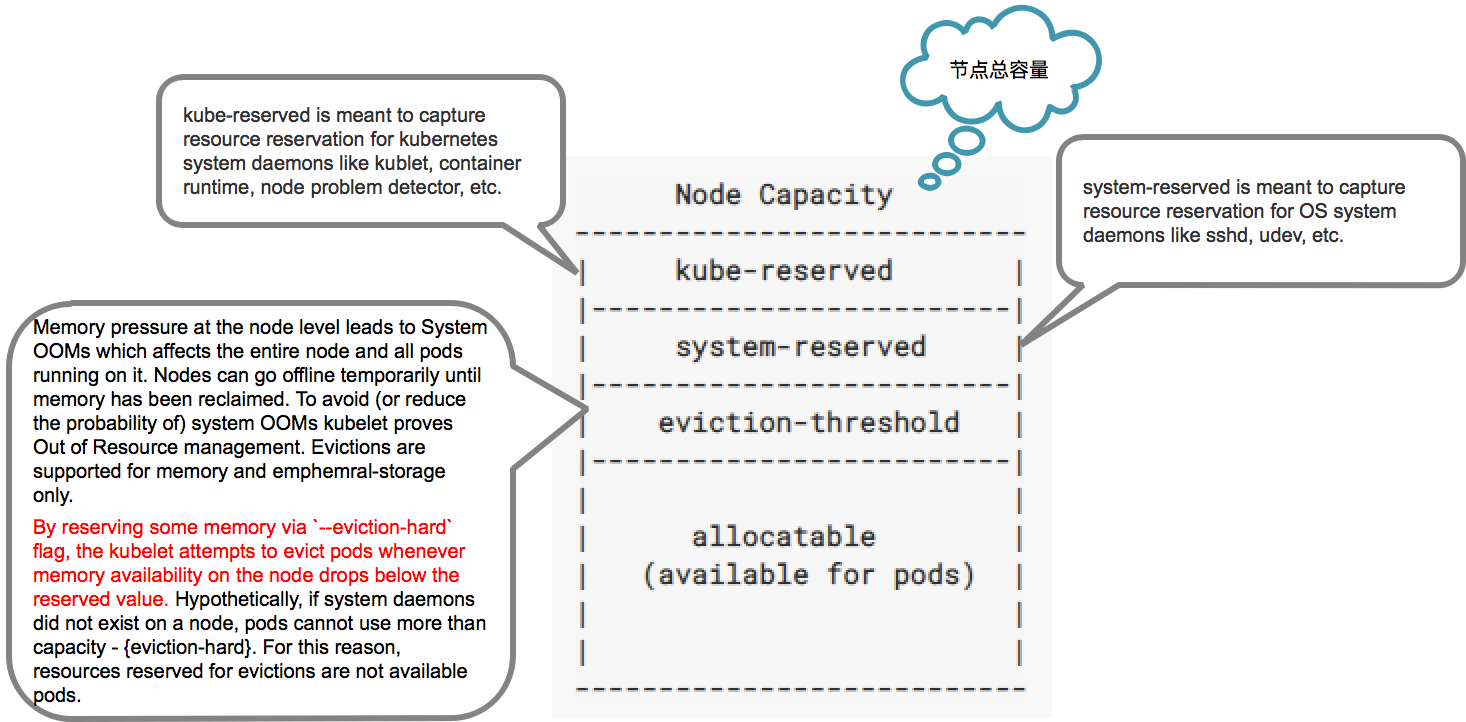 节点总容量
kube-reserved is meant to capture
resource reservation for kubernetes
system daemons like kublet, container
runtime, node problem detector, etc.
system-reserved is meant to capture
resource reservation for OS system
daemons like sshd, udev, etc.
Node Capacity
---------------------------
| kube-reserved |
|-------------------------|
| system-reserved |
|-------------------------|
| eviction-threshold |
|-------------------------|
| |
| allocatable |
| (available for pods) |
| |
| |
---------------------------
Memory pressure at the node level leads to System
OOMs which affects the entire node and all pods
running on it. Nodes can go offline temporarily until
memory has been reclaimed. To avoid (or reduce
the probability of) system OOMs kubelet proves
Out of Resource management. Evictions are
supported for memory and emphemral-storage
only.
By reserving some memory via `--eviction-hard`
flag, the kubelet attempts to evict pods whenever
memory availability on the node drops below the
reserved value. Hypothetically, if system daemons
did not exist on a node, pods cannot use more than
capacity - {eviction-hard}. For this reason,
resources reserved for evictions are not available
pods.